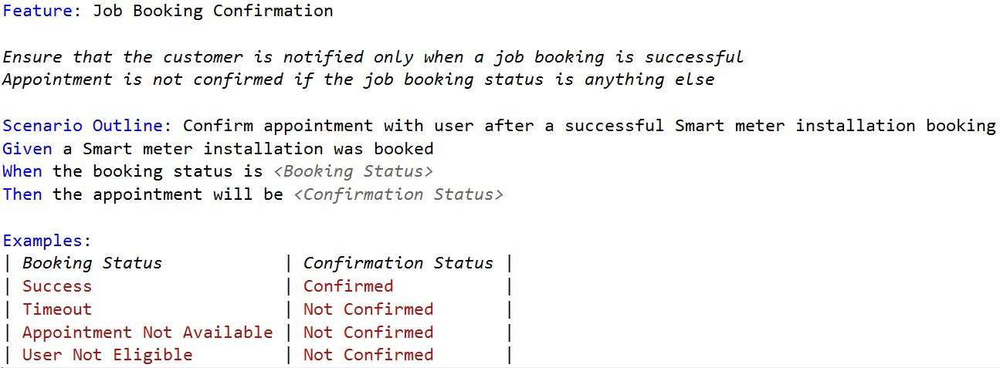 Feature: Job Booking Confirmation
Ensure that the customer is notified only when a job booking is successful
Appointment is not confirmed if the job booking status is anything else
Scenario Outline: Confirm appointment with user after a successful Smart meter installation booking
Given a Smart meter installation was booked
When the booking status is <Booking Status>
Then the appointment will be <Confirmation Status>
Examples:
| Booking Status | Confirmation Status |
| Success | Confirmed |
| Timeout | Not Confirmed |
| Appointment Not Available | Not Confirmed |
| User Not Eligible | Not Confirmed |